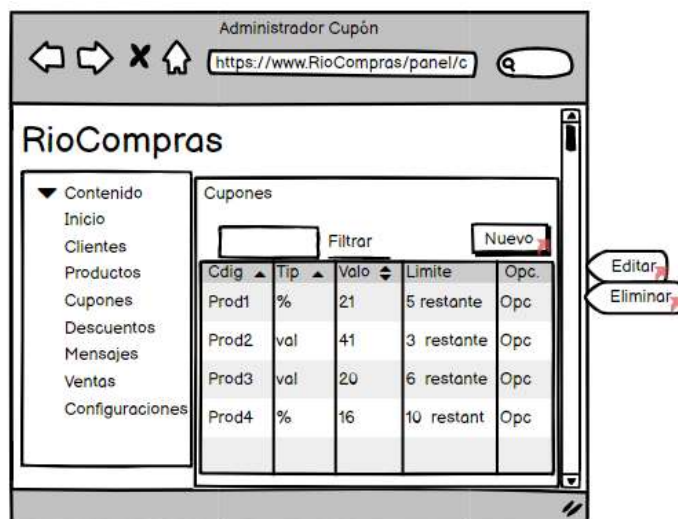 Administrador Cupón
https://www.RioCompras/panel/c
RioCompras
Contenido
Inicio
Clientes
Productos
Cupones
Descuentos
Mensajes
Ventas
Configuraciones
Cupones
Filtrar
Nuevo
Cdig Tip Valo Limite Opc.
Prod1 % 21 5 restante Opc
Prod2 val 41 3 restante Opc
Prod3 val 20 6 restante Opc
Prod4 % 16 10 restant Opc
Editar
Eliminar